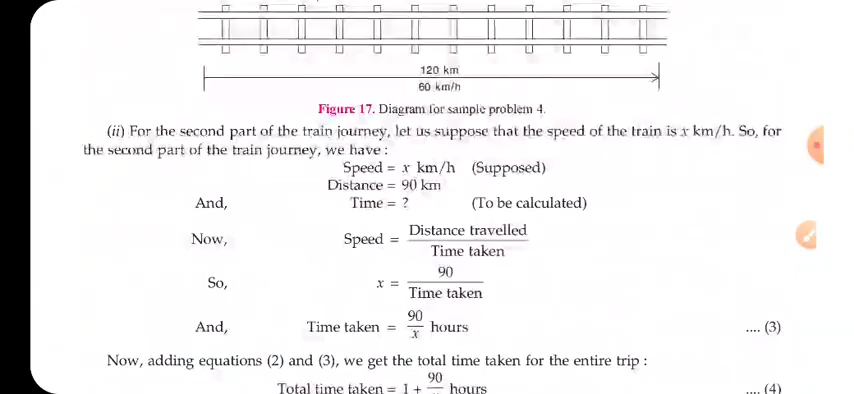 120 km
60 km/h
Figure 17. Diagram for sample problem 4.
(ii) For the second part of the train journey, let us suppose that the speed of the train is x km/h. So, for
the second part of the train journey, we have :
Speed = x km/h (Supposed)
Distance = 90 km
And, Time = ? (To be calculated)
Now, Speed = Distance travelled / Time taken
So, x = 90 / Time taken
And, Time taken = 90 / x hours .... (3)
Now, adding equations (2) and (3), we get the total time taken for the entire trip :
Total time taken = 1 + 90 hours .... (4)